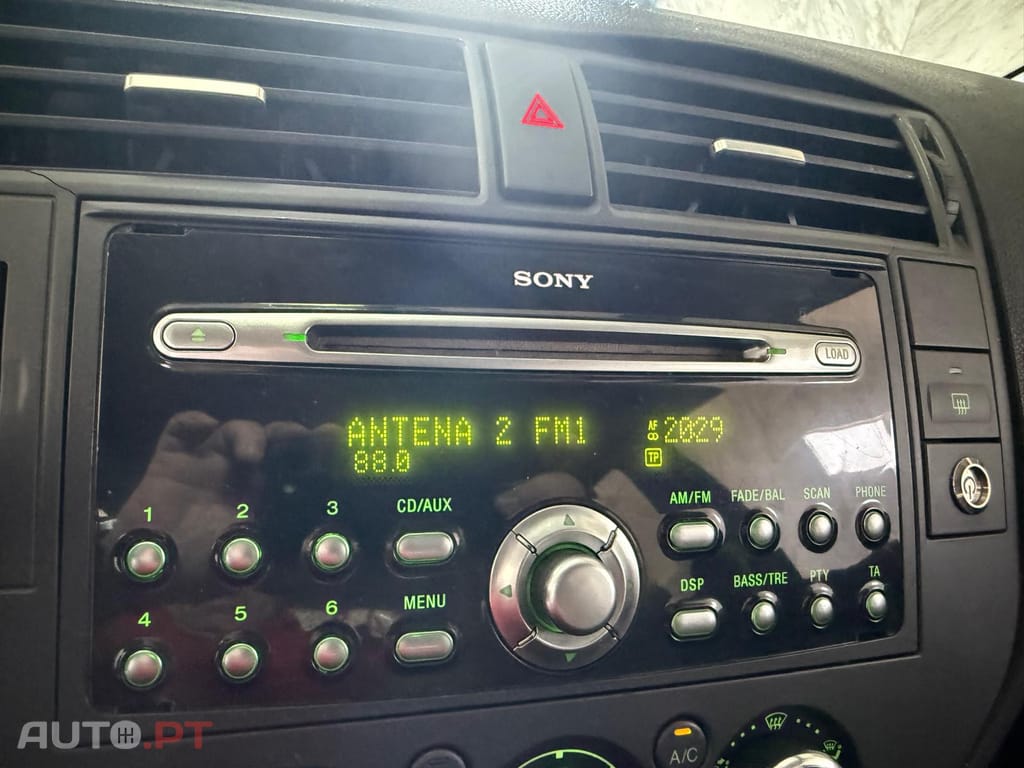 SONY
LOAD
ANTENA 2 FM1 AF 2029
88.0 TP
1 2 3 CD/AUX AM/FM FADE/BAL SCAN PHONE
4 5 6 MENU DSP BASS/TRE PTY TA
A/C
AUTO.PT